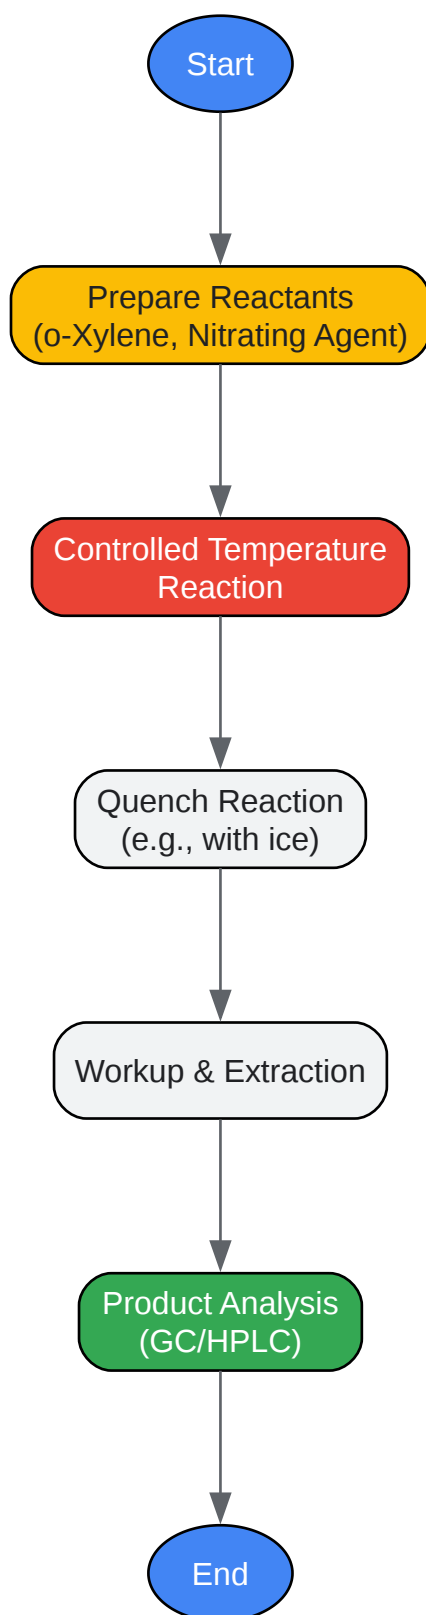 Start
Prepare Reactants
(o-Xylene, Nitrating Agent)
Controlled Temperature
Reaction
Quench Reaction
(e.g., with ice)
Workup & Extraction
Product Analysis
(GC/HPLC)
End